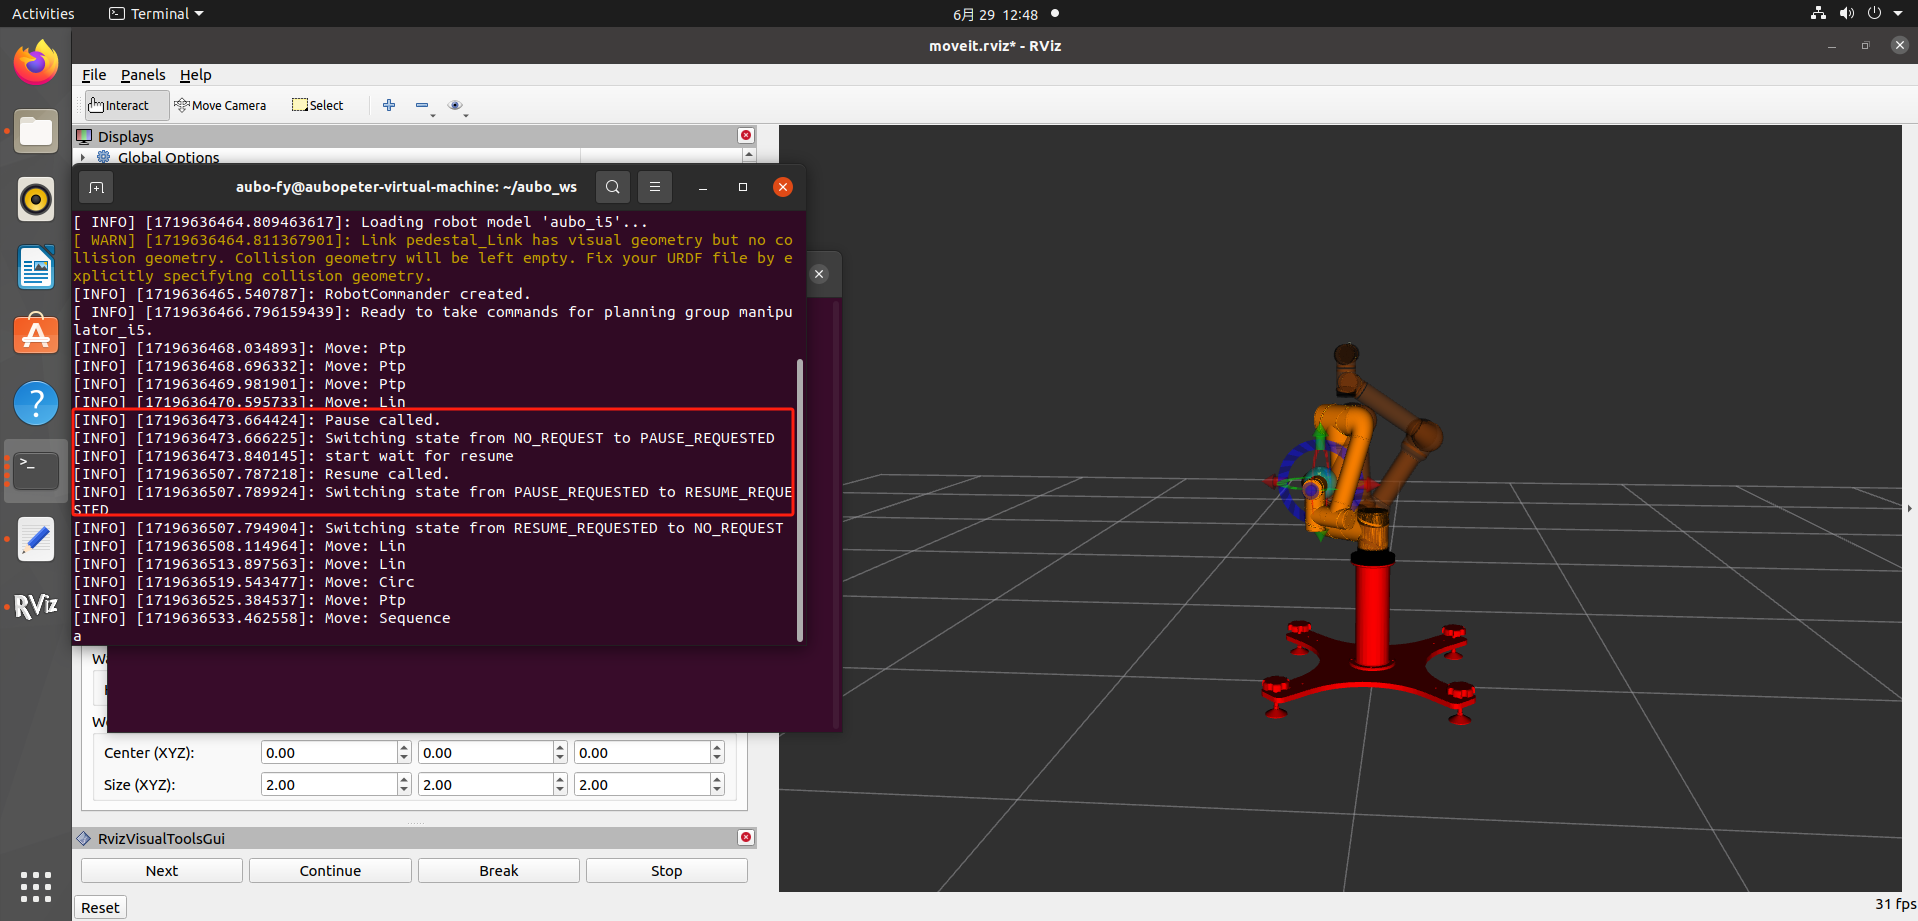 Activities
Terminal
6月 29 12:48
moveit.rviz* - RViz
File Panels Help
Interact
Move Camera
Select
Displays
Global Options
aubo-fy@aubopeter-virtual-machine: ~/aubo_ws
[ INFO] [1719636464.809463617]: Loading robot model 'aubo_i5'...
[ WARN] [1719636464.811367901]: Link pedestal_Link has visual geometry but no co
llision geometry. Collision geometry will be left empty. Fix your URDF file by e
xplicitly specifying collision geometry.
[INFO] [1719636465.540787]: RobotCommander created.
[ INFO] [1719636466.796159439]: Ready to take commands for planning group manipu
lator_i5.
[INFO] [1719636468.034893]: Move: Ptp
[INFO] [1719636468.696332]: Move: Ptp
[INFO] [1719636469.981901]: Move: Ptp
[INFO] [1719636470.595733]: Move: Lin
[INFO] [1719636473.664424]: Pause called.
[INFO] [1719636473.666225]: Switching state from NO_REQUEST to PAUSE_REQUESTED
[INFO] [1719636473.840145]: start wait for resume
[INFO] [1719636507.787218]: Resume called.
[INFO] [1719636507.789924]: Switching state from PAUSE_REQUESTED to RESUME_REQUE
STED
[INFO] [1719636507.794904]: Switching state from RESUME_REQUESTED to NO_REQUEST
[INFO] [1719636508.114964]: Move: Lin
[INFO] [1719636513.897563]: Move: Lin
[INFO] [1719636519.543477]: Move: Circ
[INFO] [1719636525.384537]: Move: Ptp
[INFO] [1719636533.462558]: Move: Sequence
a
RViz
Center (XYZ): 0.00 0.00 0.00
Size (XYZ): 2.00 2.00 2.00
RvizVisualToolsGui
Next Continue Break Stop
Reset
31 fps